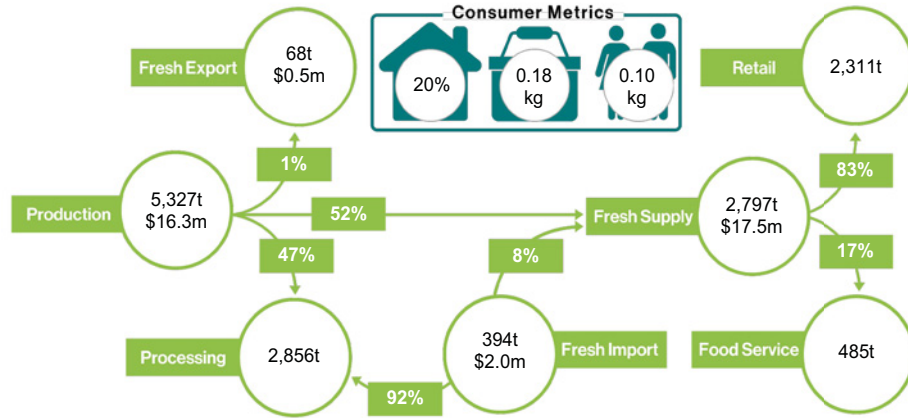 Consumer Metrics
68t
$0.5m
Fresh Export
20%
0.18
kg
0.10
kg
Retail
2,311t
1%
83%
Production
5,327t
$16.3m
52%
Fresh Supply
2,797t
$17.5m
47%
8%
17%
Processing
2,856t
394t
$2.0m
Fresh Import
Food Service
485t
92%